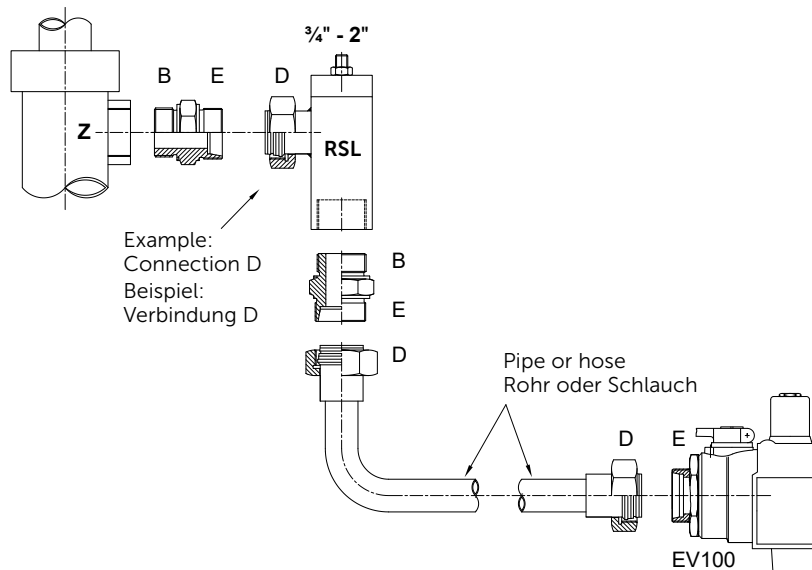 ¾" - 2"
B
E
D
Z
RSL
Example:
Connection D
Beispiel:
Verbindung D
B
E
D
Pipe or hose
Rohr oder Schlauch
D
E
EV100